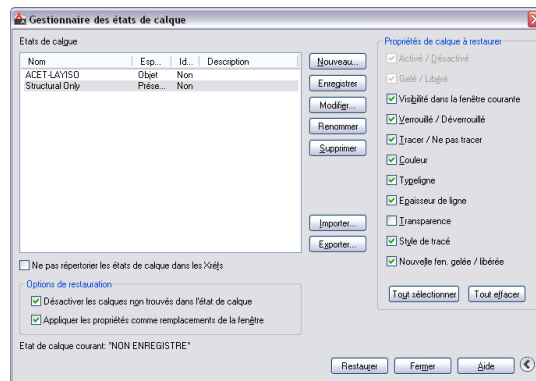 Gestionnaire des états de calque
Etats de calque
Nom Esp... Id... Description
ACET-LAYISO Objet Non
Structural Only Prése... Non
Nouveau...
Enregistrer
Modifier...
Renommer
Supprimer
Importer...
Exporter...
Ne pas répertorier les états de calque dans les Xréfs
Options de restauration
Désactiver les calques non trouvés dans l'état de calque
Appliquer les propriétés comme remplacements de la fenêtre
Etat de calque courant: "NON ENREGISTRE"
Propriétés de calque à restaurer
Activé / Désactivé
Gelé / Libéré
Visibilité dans la fenêtre courante
Verrouillé / Déverrouillé
Tracer / Ne pas tracer
Couleur
Typeligne
Epaisseur de ligne
Transparence
Style de tracé
Nouvelle fen. gelée / libérée
Tout sélectionner Tout effacer
Restaurer Fermer Aide